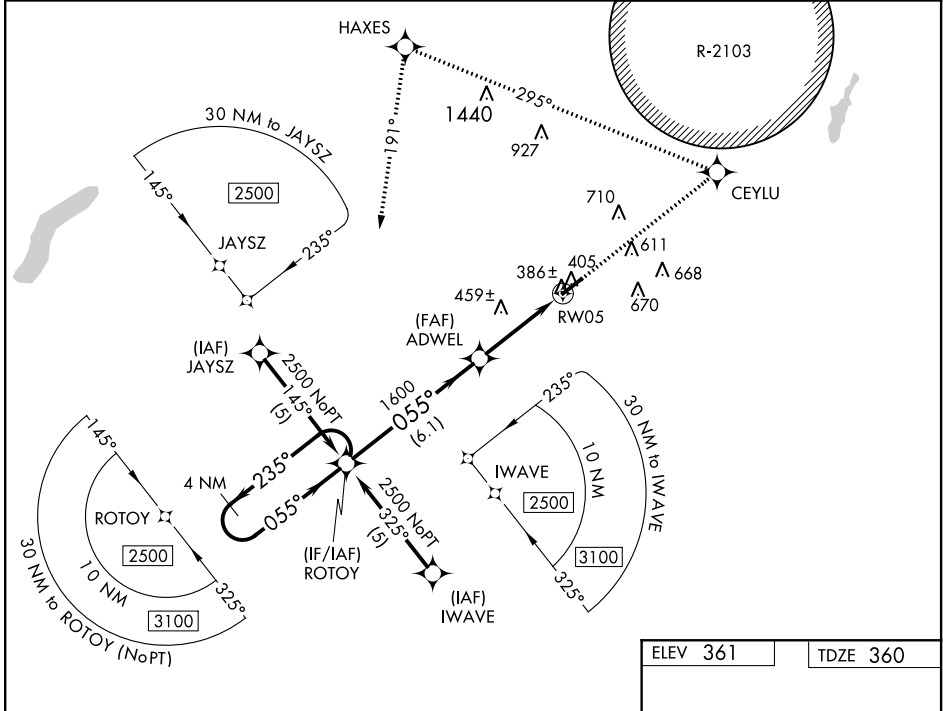 HAXES
R-2103
1440
295°
927
191°
30 NM to JAYSZ
145°
2500
235°
JAYSZ
CEYLU
710
611
668
670
405
386±
459±
RW05
(FAF)
ADWEL
(IAF)
JAYSZ
2500 NoPT
145°
(5)
1600
055°
(6.1)
235°
055°
4 NM
(IF/IAF)
ROTOY
2500 NoPT
325°
(5)
(IAF)
IWAVE
145°
ROTOY
2500
10 NM
3100
325°
30 NM to ROTOY (NoPT)
235°
IWAVE
10 NM
2500
3100
325°
30 NM to IWAVE
ELEV 361
TDZE 360